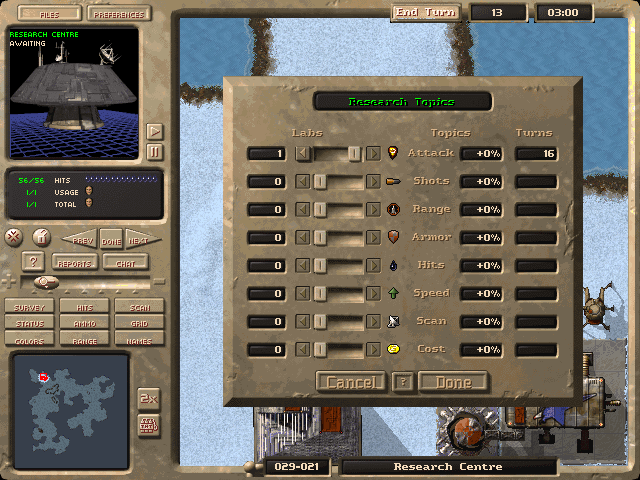 FILES PREFERENCES End Turn 13 03:00
RESEARCH CENTRE
AWAITING
Research Topics
Labs Topics Turns
1 Attack +0% 16
0 Shots +0%
0 Range +0%
0 Armor +0%
0 Hits +0%
0 Speed +0%
0 Scan +0%
0 Cost +0%
Cancel ? Done
56/56 HITS
1/1 USAGE
1/1 TOTAL
PREV DONE NEXT
? REPORTS CHAT
SURVEY HITS SCAN
STATUS AMMO GRID
COLORS RANGE NAMES
2x
029-021 Research Centre